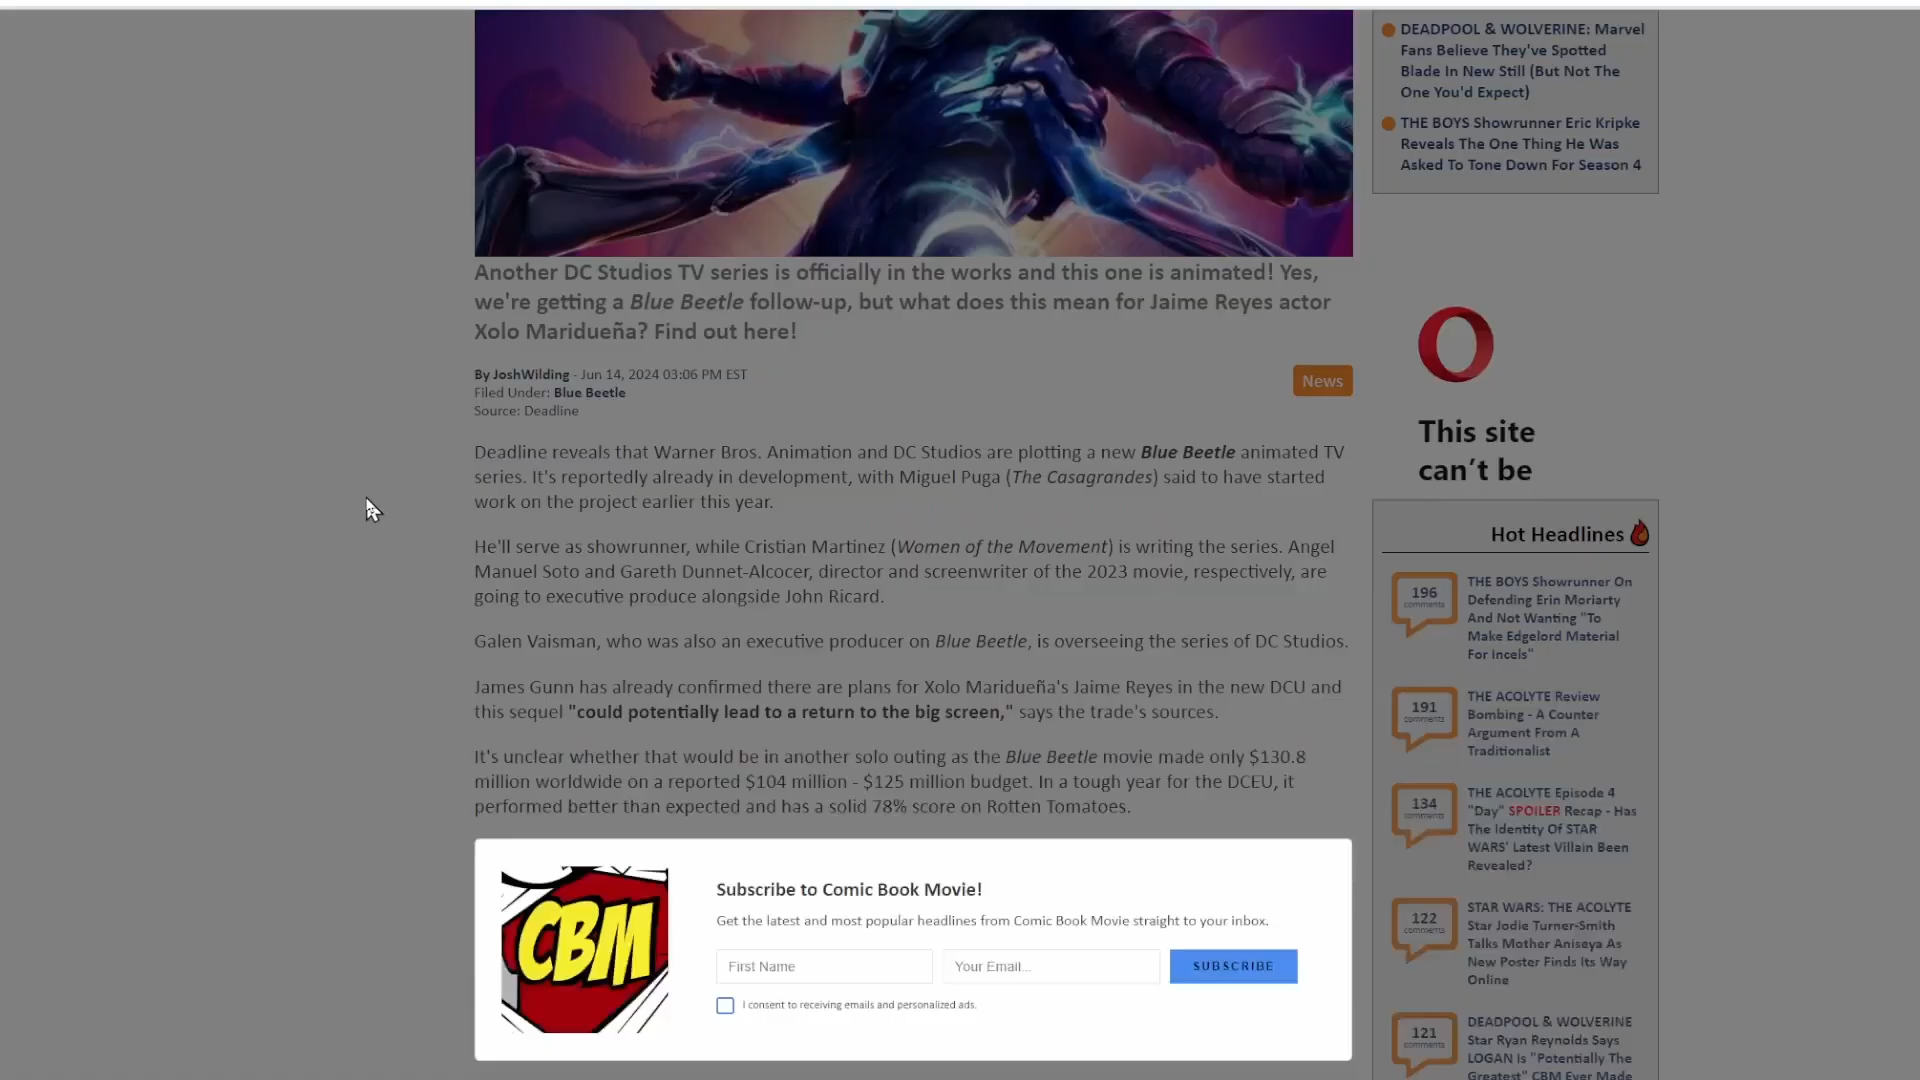 DEADPOOL & WOLVERINE: Marvel
Fans Believe They've Spotted
Blade In New Still (But Not The
One You'd Expect)
THE BOYS Showrunner Eric Kripke
Reveals The One Thing He Was
Asked To Tone Down For Season 4
Another DC Studios TV series is officially in the works and this one is animated! Yes,
we're getting a Blue Beetle follow-up, but what does this mean for Jaime Reyes actor
Xolo Maridueña? Find out here!
By JoshWilding - Jun 14, 2024 03:06 PM EST
Filed Under: Blue Beetle
Source: Deadline
News
Deadline reveals that Warner Bros. Animation and DC Studios are plotting a new Blue Beetle animated TV
series. It's reportedly already in development, with Miguel Puga (The Casagrandes) said to have started
work on the project earlier this year.
He'll serve as showrunner, while Cristian Martinez (Women of the Movement) is writing the series. Angel
Manuel Soto and Gareth Dunnet-Alcocer, director and screenwriter of the 2023 movie, respectively, are
going to executive produce alongside John Ricard.
Galen Vaisman, who was also an executive producer on Blue Beetle, is overseeing the series of DC Studios.
James Gunn has already confirmed there are plans for Xolo Maridueña's Jaime Reyes in the new DCU and
this sequel "could potentially lead to a return to the big screen," says the trade's sources.
It's unclear whether that would be in another solo outing as the Blue Beetle movie made only $130.8
million worldwide on a reported $104 million - $125 million budget. In a tough year for the DCEU, it
performed better than expected and has a solid 78% score on Rotten Tomatoes.
CBM
Subscribe to Comic Book Movie!
Get the latest and most popular headlines from Comic Book Movie straight to your inbox.
First Name
Your Email...
SUBSCRIBE
I consent to receiving emails and personalized ads.
This site
can't be
Hot Headlines
196
comments
THE BOYS Showrunner On
Defending Erin Moriarty
And Not Wanting "To
Make Edgelord Material
For Incels"
191
comments
THE ACOLYTE Review
Bombing - A Counter
Argument From A
Traditionalist
134
comments
THE ACOLYTE Episode 4
"Day" SPOILER Recap - Has
The Identity Of STAR
WARS' Latest Villain Been
Revealed?
122
comments
STAR WARS: THE ACOLYTE
Star Jodie Turner-Smith
Talks Mother Aniseya As
New Poster Finds Its Way
Online
121
comments
DEADPOOL & WOLVERINE
Star Ryan Reynolds Says
LOGAN Is "Potentially The
Greatest" CBM Ever Made